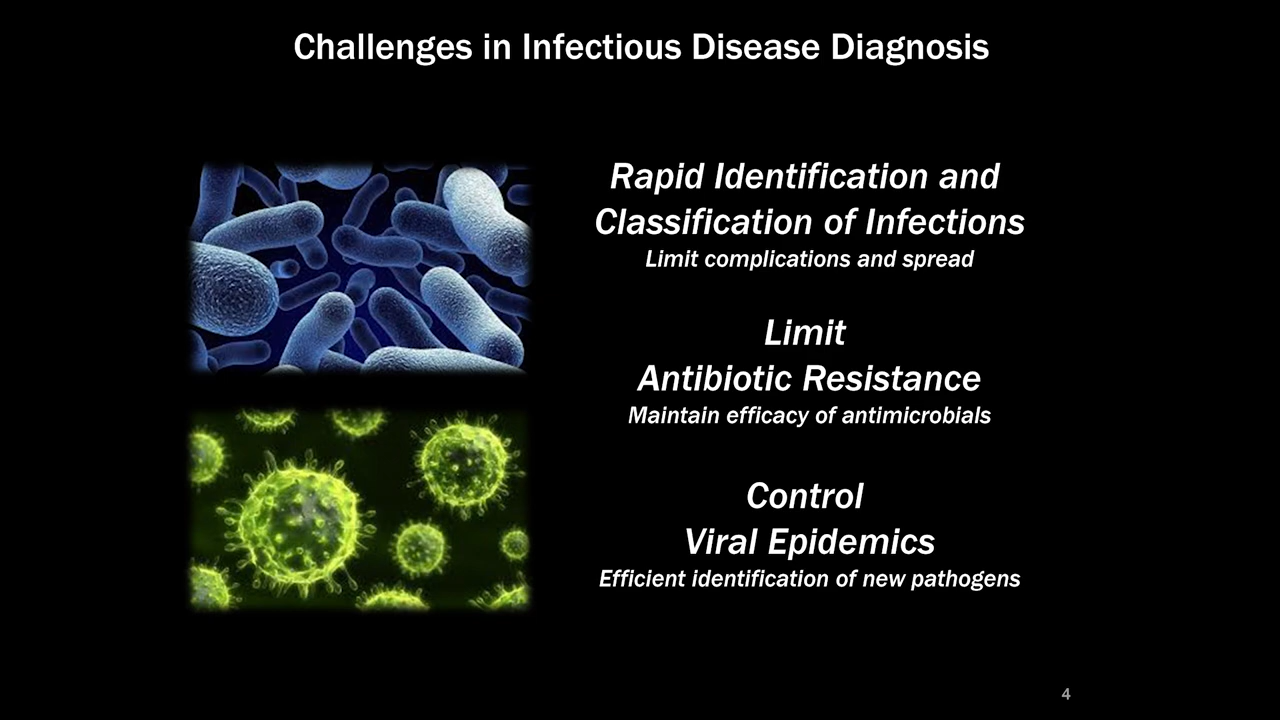 Challenges in Infectious Disease Diagnosis
Rapid Identification and
Classification of Infections
Limit complications and spread
Limit
Antibiotic Resistance
Maintain efficacy of antimicrobials
Control
Viral Epidemics
Efficient identification of new pathogens
4